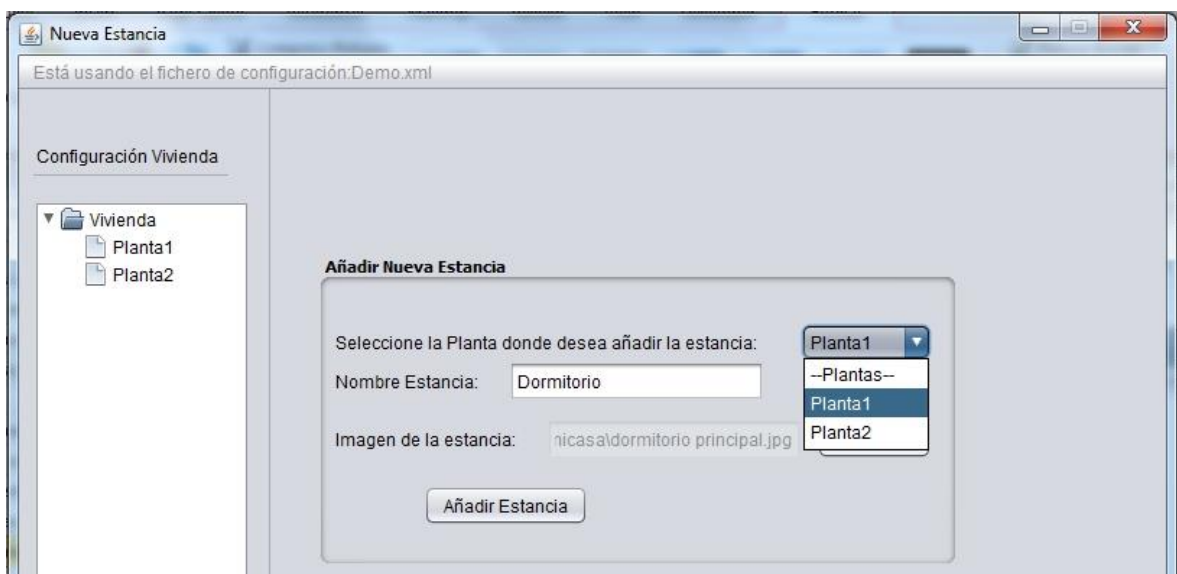 Nueva Estancia
Está usando el fichero de configuración:Demo.xml
Configuración Vivienda
Vivienda
Planta1
Planta2
Añadir Nueva Estancia
Seleccione la Planta donde desea añadir la estancia:
Planta1
--Plantas--
Planta1
Planta2
Nombre Estancia:
Dormitorio
Imagen de la estancia:
nicasa\dormitorio principal.jpg
Añadir Estancia